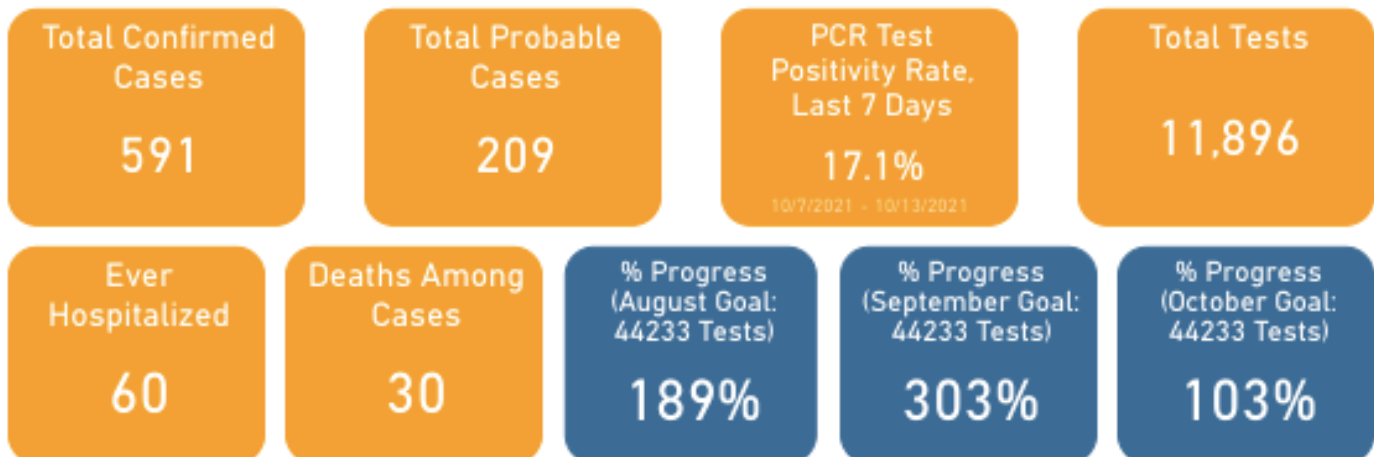 Total Confirmed
Cases
591
Total Probable
Cases
209
PCR Test
Positivity Rate,
Last 7 Days
17.1%
10/7/2021 - 10/13/2021
Total Tests
11,896
Ever
Hospitalized
60
Deaths Among
Cases
30
% Progress
(August Goal:
44233 Tests)
189%
% Progress
(September Goal:
44233 Tests)
303%
% Progress
(October Goal:
44233 Tests)
103%